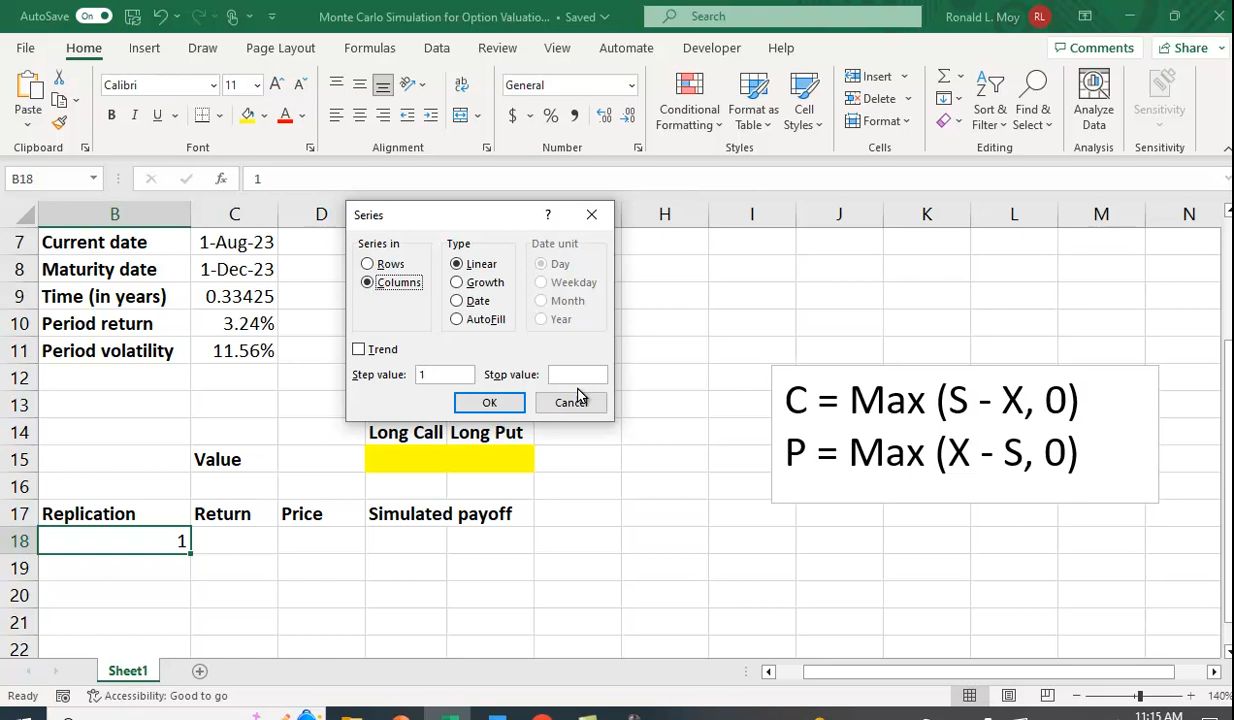 AutoSave On Monte Carlo Simulation for Option Valuatio... • Saved Search Ronald L. Moy RL
File Home Insert Draw Page Layout Formulas Data Review View Automate Developer Help Comments Share
Paste Calibri 11 A A General Conditional Formatting Format as Table Cell Styles Insert Delete Format Sort & Filter Find & Select Analyze Data Sensitivity
B I U A $ % 9
Clipboard Font Alignment Number Styles Cells Editing Analysis Sensitivity
B18 fx 1
B C D H I J K L M N
Series ?
Series in Type Date unit
Rows Linear Day
Columns Growth Weekday
Date Month
AutoFill Year
Trend
Step value: 1 Stop value:
OK Cancel
7 Current date 1-Aug-23
8 Maturity date 1-Dec-23
9 Time (in years) 0.33425
10 Period return 3.24%
11 Period volatility 11.56%
12
13
14 Long Call Long Put
15 Value
16
17 Replication Return Price Simulated payoff
18 1
19
20
21
22
C = Max (S - X, 0)
P = Max (X - S, 0)
Sheet1
Ready Accessibility: Good to go 140%
11:15 AM